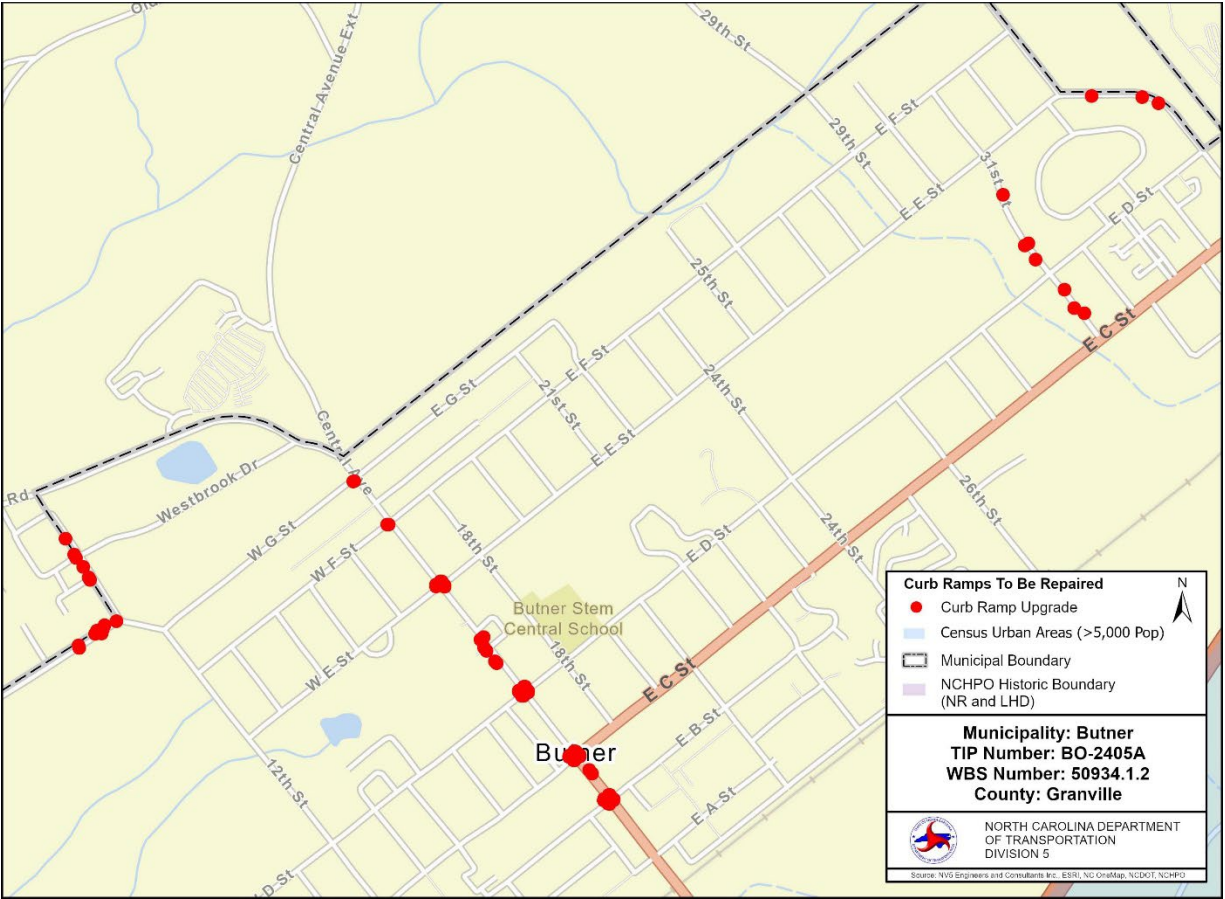 Old
Central Avenue Ext
29th St
29th St
E F St
E E St
31st St
E D St
25th St
E C St
E G St
E F St
21st St
E E St
24th St
Central Ave
Rd
Westbrook Dr
W G St
W F St
18th St
E D St
24th St
26th St
Butner Stem
Central School
W E St
18th St
E C St
Butner
E B St
E A St
12th St
W D St
Curb Ramps To Be Repaired
N
Curb Ramp Upgrade
Census Urban Areas (>5,000 Pop)
Municipal Boundary
NCHPO Historic Boundary
(NR and LHD)
Municipality: Butner
TIP Number: BO-2405A
WBS Number: 50934.1.2
County: Granville
NORTH CAROLINA DEPARTMENT
OF TRANSPORTATION
DIVISION 5
Source: NV5 Engineers and Consultants Inc., ESRI, NC OneMap, NCDOT, NCHPO